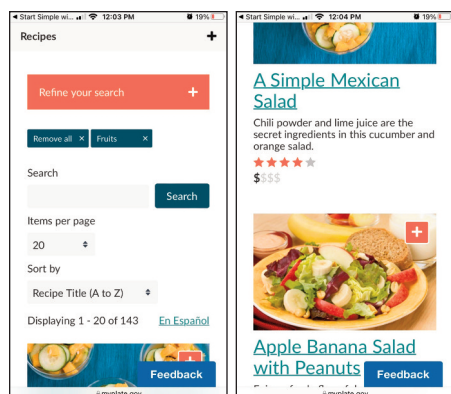 Start Simple wi... 12:03 PM 19%
Recipes +
Refine your search +
Remove all × Fruits ×
Search
Search
Items per page
20
Sort by
Recipe Title (A to Z)
Displaying 1 - 20 of 143 En Español
+
Feedback
myplate.gov
Start Simple wi... 12:04 PM 19%
A Simple Mexican
Salad
Chili powder and lime juice are the
secret ingredients in this cucumber and
orange salad.
$$$$
+
Apple Banana Salad
with Peanuts
Feedback
myplate.gov